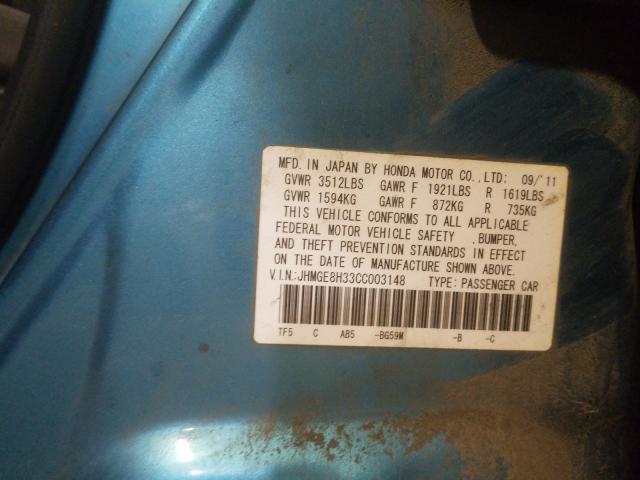 MFD. IN JAPAN BY HONDA MOTOR CO.,LTD: 09/'11
GVWR 3512LBS GAWR F 1921LBS R 1619LBS
GVWR 1594KG GAWR F 872KG R 735KG
THIS VEHICLE CONFORMS TO ALL APPLICABLE
FEDERAL MOTOR VEHICLE SAFETY ,BUMPER,
AND THEFT PREVENTION STANDARDS IN EFFECT
ON THE DATE OF MANUFACTURE SHOWN ABOVE.
V.I.N.:JHMGE8H33CC003148 TYPE: PASSENGER CAR
TF5 C AB5 -BG59M -B -C